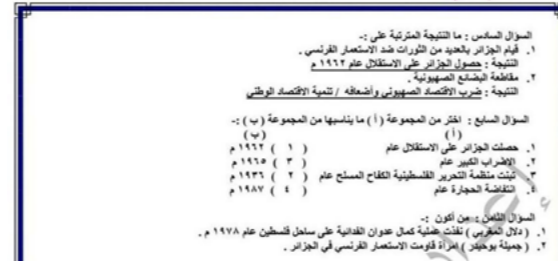 السؤال السادس : ما النتيجة المترتبة على :-
١. قيام الجزائر بالعديد من الثورات ضد الاستعمار الفرنسي .
النتيجة : حصول الجزائر على الاستقلال عام ١٩٦٢ م
٢. مقاطعة البضائع الصهيونية .
النتيجة : ضرب الاقتصاد الصهيوني وأضعافه / تنمية الاقتصاد الوطني
السؤال السابع : اختر من المجموعة ( أ ) ما يناسبها من المجموعة ( ب ) :-
( أ ) ( ب )
١. حصلت الجزائر على الاستقلال عام ( ١ ) ١٩٦٢ م
٢. الاضراب الكبير عام ( ٣ ) ١٩٦٥ م
٣. تبنت منظمة التحرير الفلسطينية الكفاح المسلح عام ( ٢ ) ١٩٣٦ م
٤. انتفاضة الحجارة عام ( ٤ ) ١٩٨٧ م
السؤال الثامن : من أكون :-
١. ( دلال المغربي ) نفذت عملية كمال عدوان الفدائية على ساحل فلسطين عام ١٩٧٨ م .
٢. ( جميلة بوحيدر ) امرأة قاومت الاستعمار الفرنسي في الجزائر .